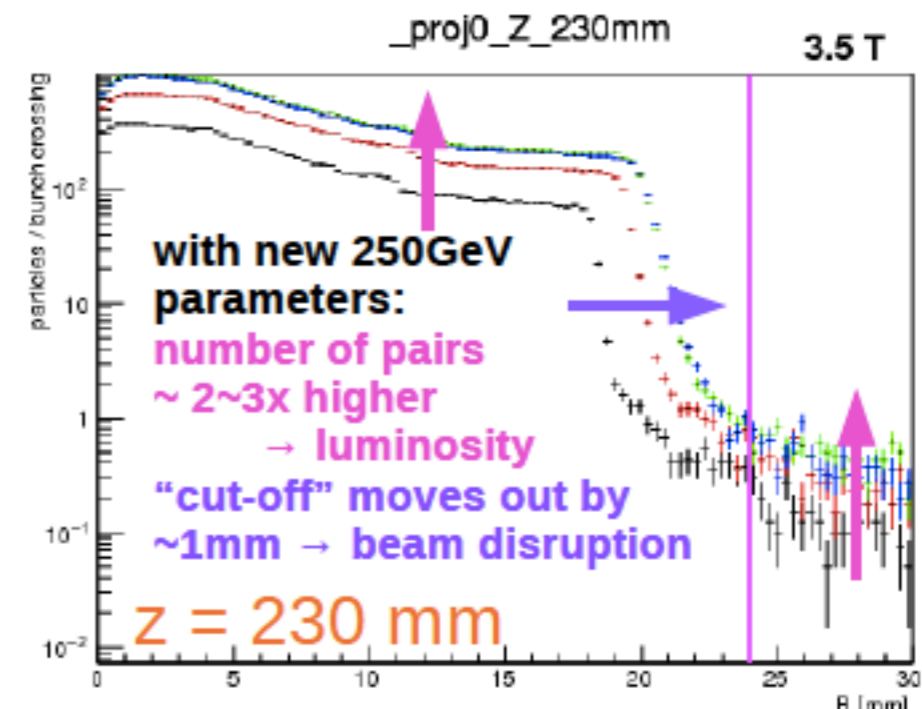 _proj0_Z_230mm
3.5 T
particles / bunch crossing
10²
10
1
10⁻¹
10⁻²
with new 250GeV
parameters:
number of pairs
~ 2~3x higher
→ luminosity
“cut-off” moves out by
~1mm → beam disruption
z = 230 mm
0 5 10 15 20 25 30
R [mm]